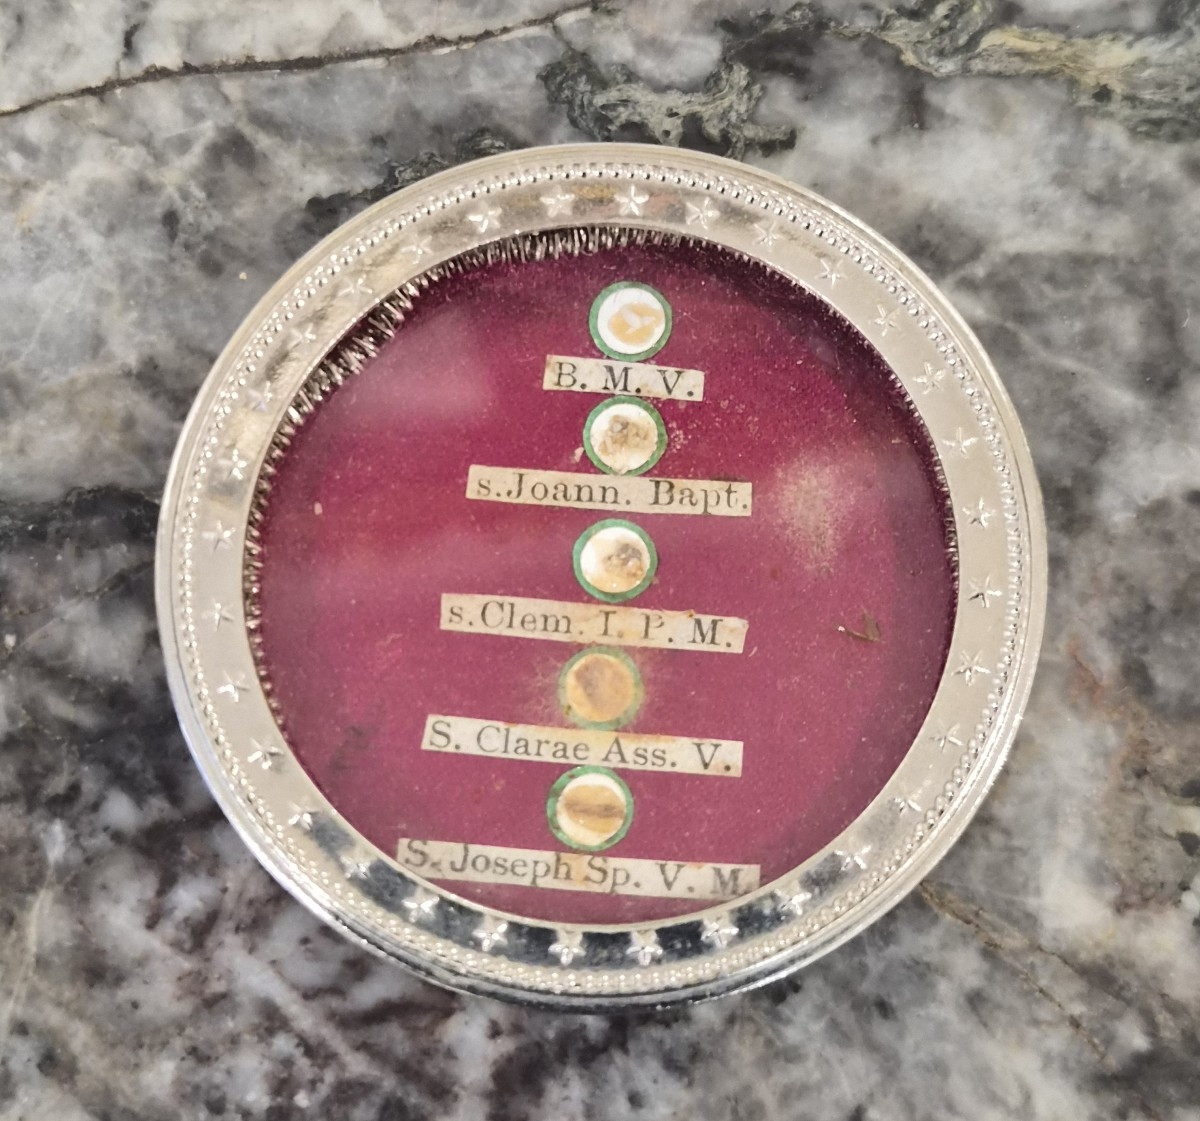 B. M. V.
s.Joann. Bapt.
s.Clem. I. P. M.
S. Clarae Ass. V.
S. Joseph Sp. V. M.